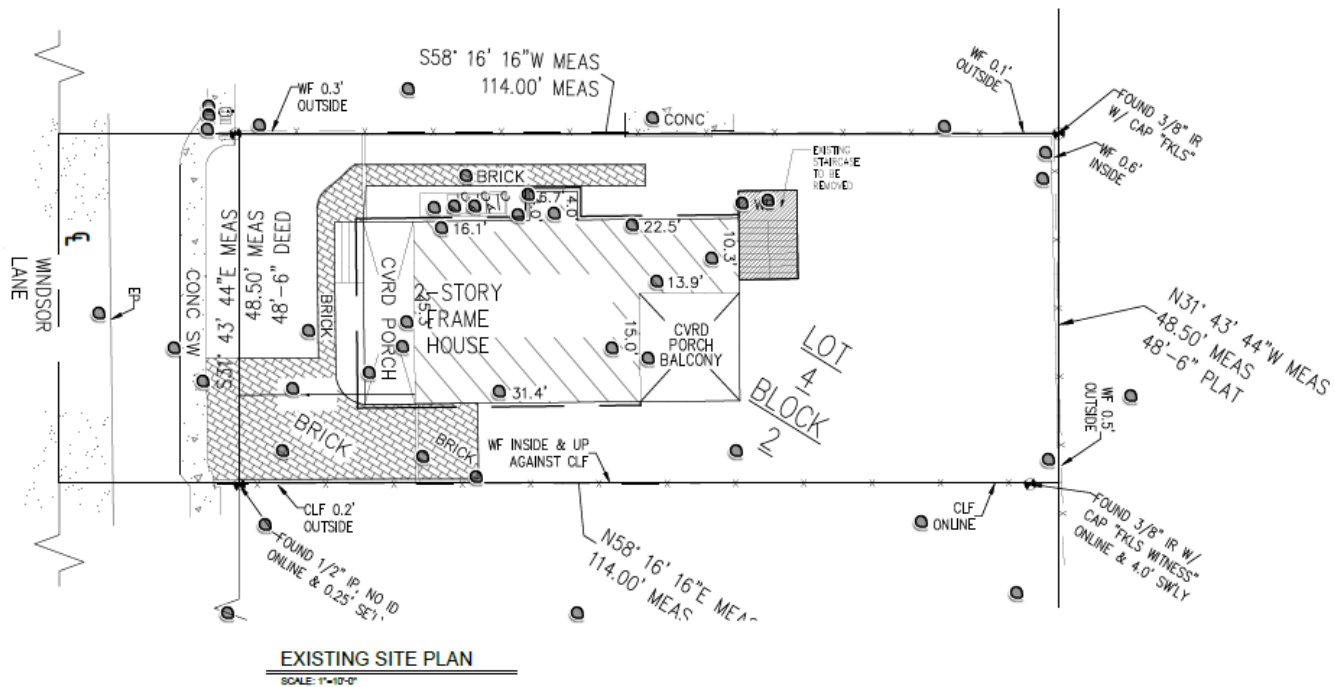 S58° 16' 16"W MEAS
114.00' MEAS
WF 0.3'
OUTSIDE
WF 0.1'
OUTSIDE
FOUND 3/8" IR
W/ CAP "FKLS"
CONC
WF 0.6'
INSIDE
EXISTING
STAIRCASE
TO BE
REMOVED
BRICK
4.0'
16.1'
22.5'
10.3'
13.9'
℄
WINDSOR
LANE
EP
CONC SW
S31° 43' 44"E MEAS
48.50' MEAS
48'-6" DEED
BRICK
CVRD PORCH
2-STORY
FRAME
HOUSE
15.0'
CVRD
PORCH
BALCONY
31.4'
LOT
4
BLOCK
2
N31° 43' 44"W MEAS
48.50' MEAS
48'-6" PLAT
WF 0.5'
OUTSIDE
BRICK
BRICK
WF INSIDE & UP
AGAINST CLF
CLF 0.2'
OUTSIDE
FOUND 1/2" IP, NO ID
ONLINE & 0.25'
N58° 16' 16"E
114.00' MEAS
CLF
ONLINE
FOUND 3/8" IR W/
CAP "FKLS WITNESS"
ONLINE & 4.0' SW'LY
EXISTING SITE PLAN
SCALE: 1"=10'-0"